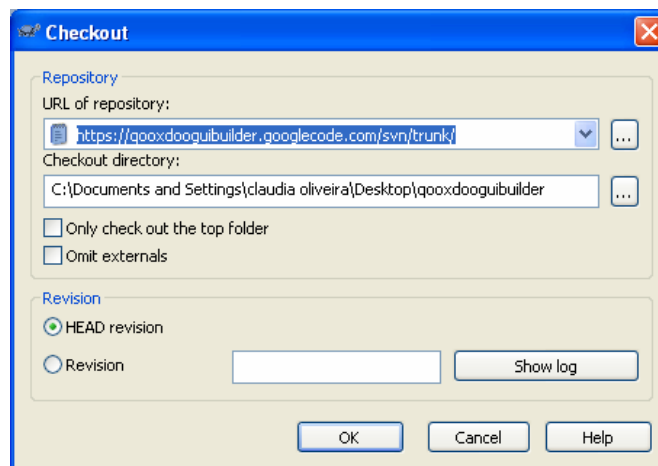 Checkout
Repository
URL of repository:
https://qooxdooguibuilder.googlecode.com/svn/trunk/
...
Checkout directory:
C:\Documents and Settings\claudia oliveira\Desktop\qooxdooguibuilder
...
Only check out the top folder
Omit externals
Revision
HEAD revision
Revision
Show log
OK Cancel Help